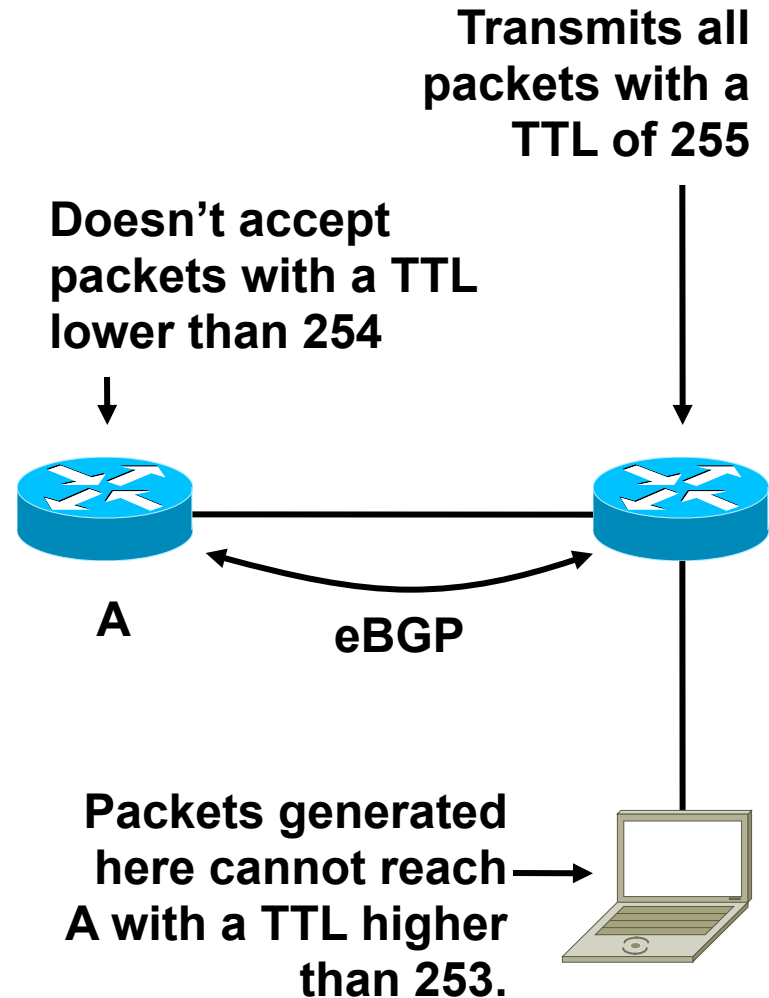 Transmits all
packets with a
TTL of 255
Doesn’t accept
packets with a TTL
lower than 254
A
eBGP
Packets generated
here cannot reach
A with a TTL higher
than 253.